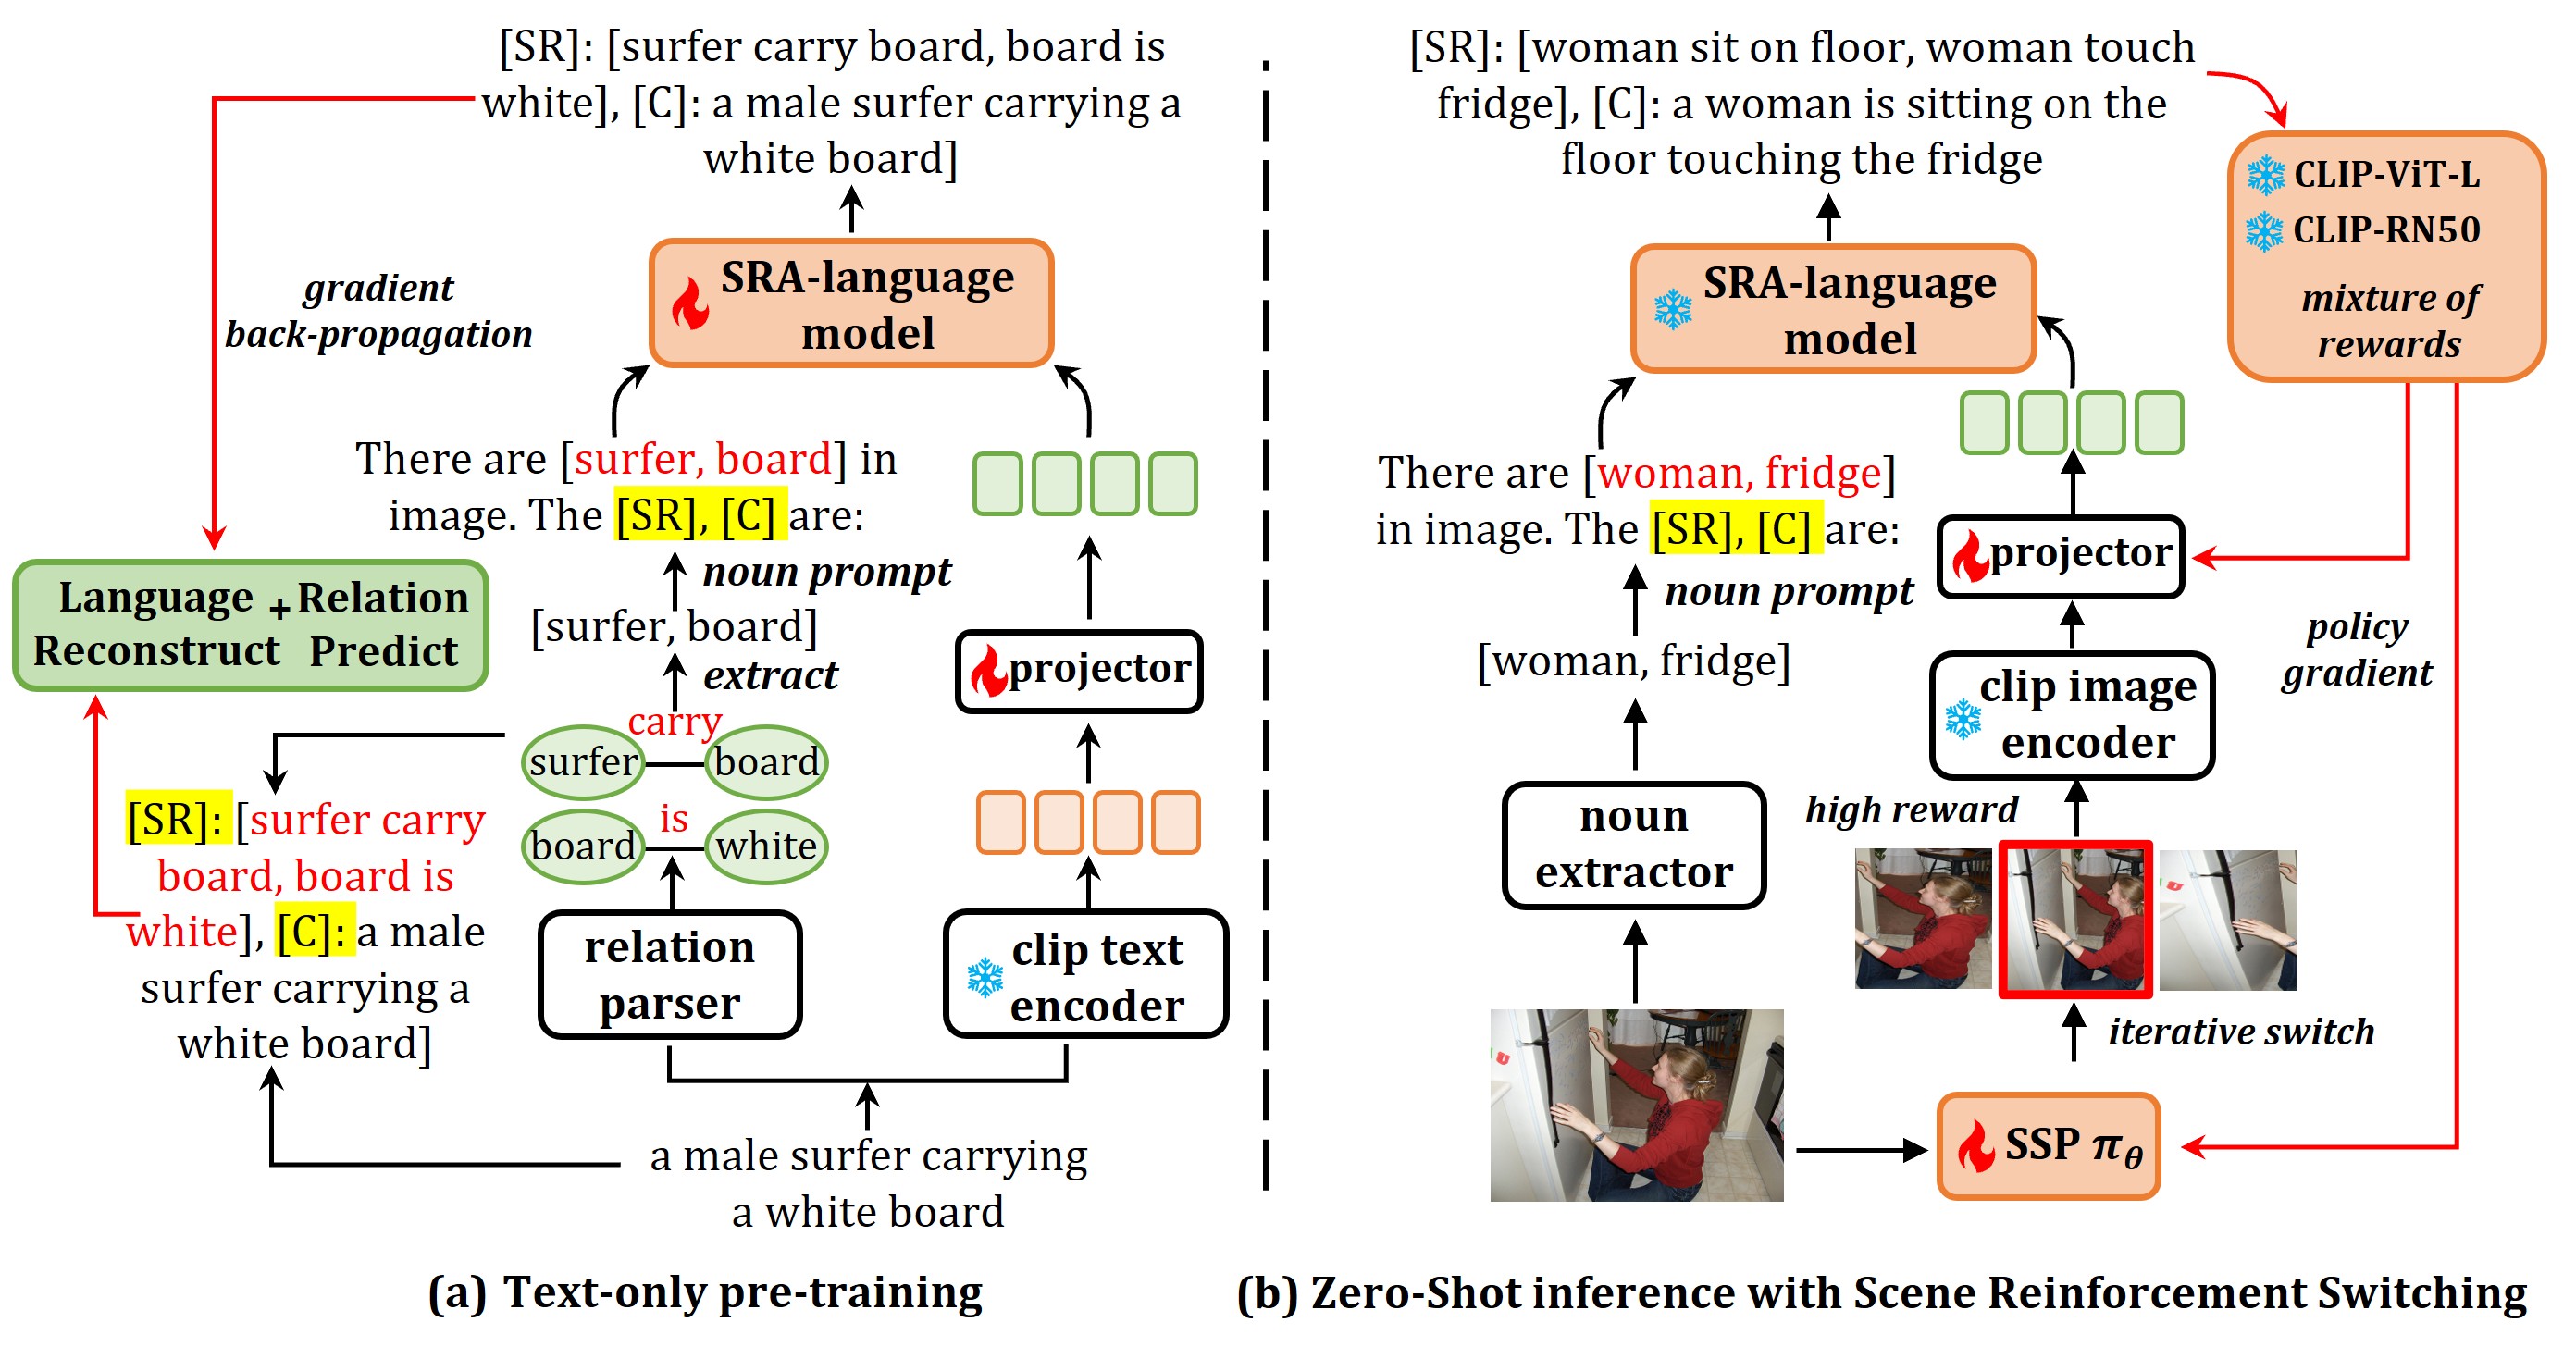 [SR]: [surfer carry board, board is
white], [C]: a male surfer carrying a
white board]
gradient
back-propagation
SRA-language
model
There are [surfer, board] in
image. The [SR], [C] are:
noun prompt
[surfer, board]
extract
Language + Relation
Reconstruct Predict
projector
carry
surfer board
is
board white
[SR]: [surfer carry
board, board is
white], [C]: a male
surfer carrying a
white board]
relation
parser
clip text
encoder
a male surfer carrying
a white board
(a) Text-only pre-training
[SR]: [woman sit on floor, woman touch
fridge], [C]: a woman is sitting on the
floor touching the fridge
CLIP-ViT-L
CLIP-RN50
mixture of
rewards
SRA-language
model
There are [woman, fridge]
in image. The [SR], [C] are:
noun prompt
[woman, fridge]
projector
policy
gradient
clip image
encoder
high reward
noun
extractor
iterative switch
SSP πθ
(b) Zero-Shot inference with Scene Reinforcement Switching